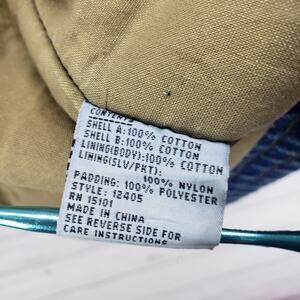 CONTENTS
SHELL A:100% COTTON
SHELL B:100% COTTON
LINING(BODY):100% COTTON
LINING(SLV/PKT):
100% NYLON
PADDING: 100% POLYESTER
STYLE: 12405
RN 15101
MADE IN CHINA
SEE REVERSE SIDE FOR
CARE INSTRUCTIONS